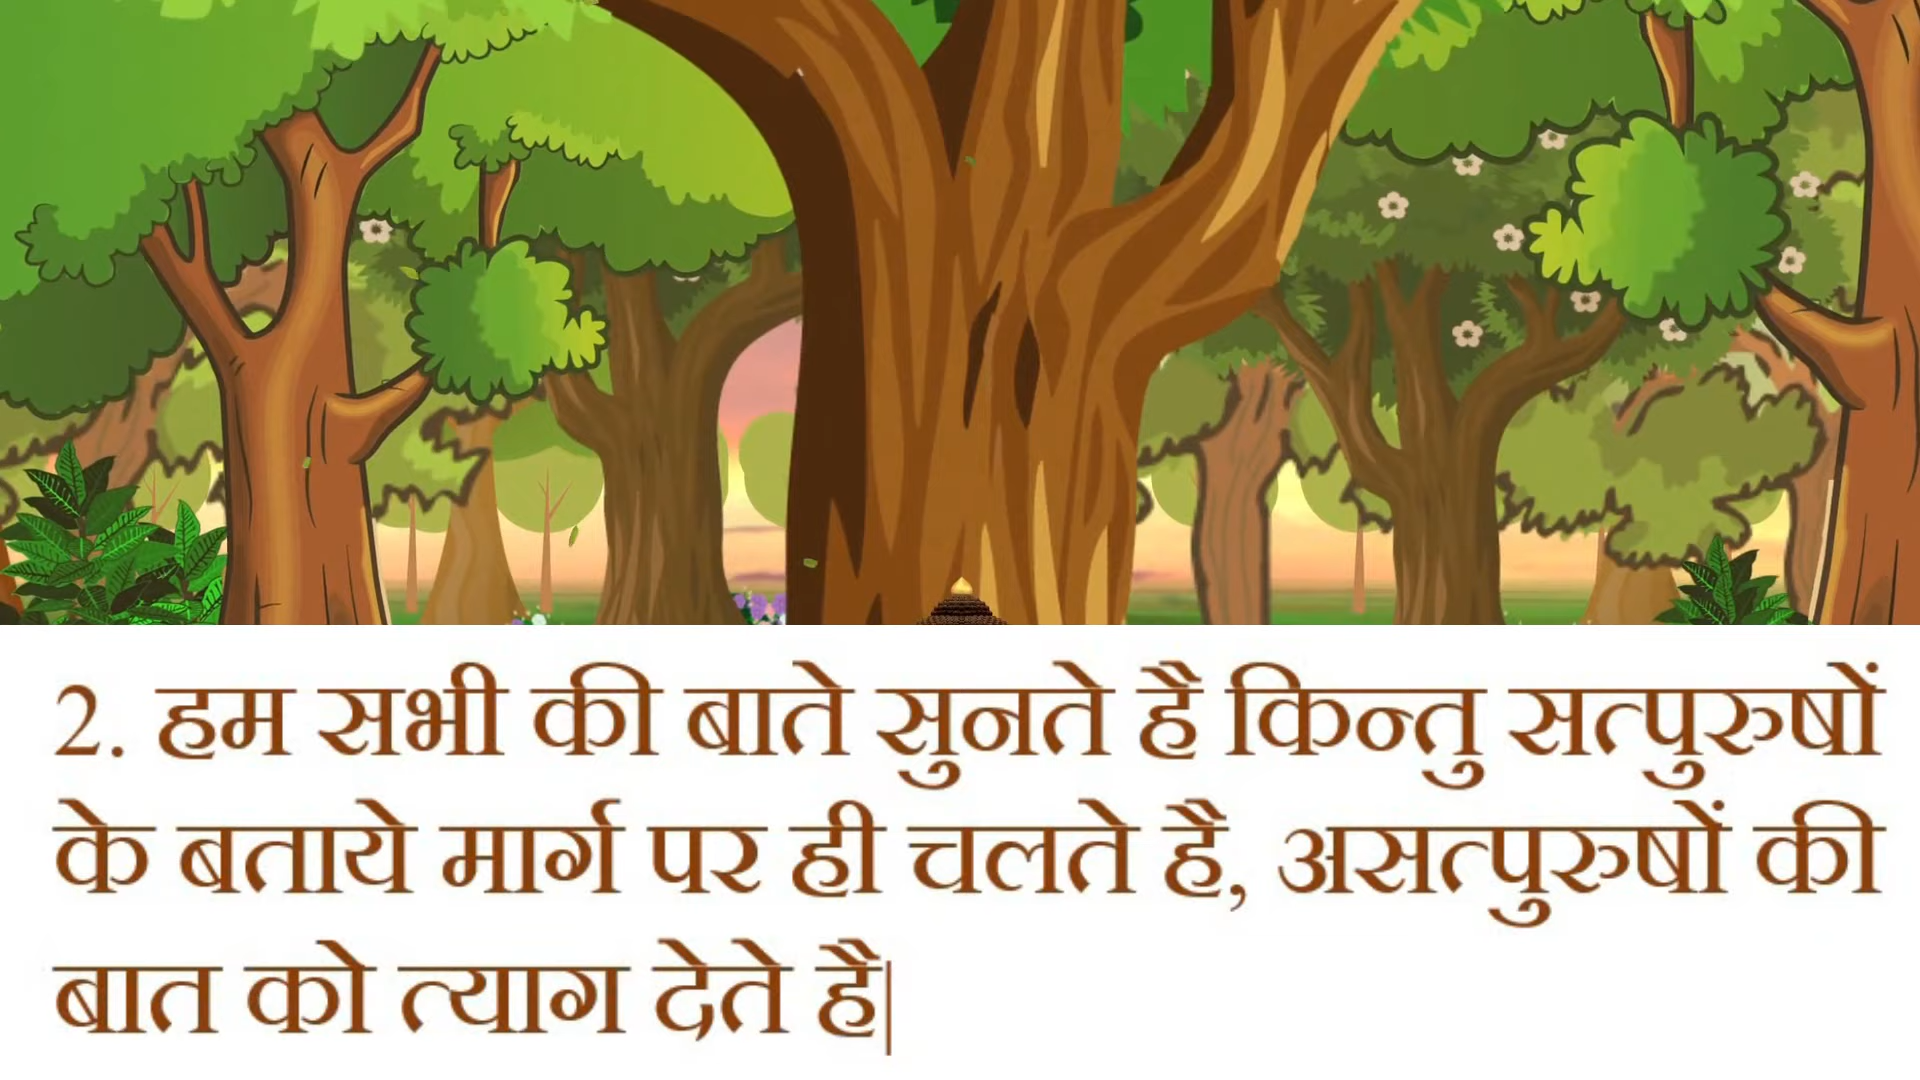 2. हम सभी की बाते सुनते है किन्तु सत्पुरुषों
के बताये मार्ग पर ही चलते है, असत्पुरुषों की
बात को त्याग देते है|